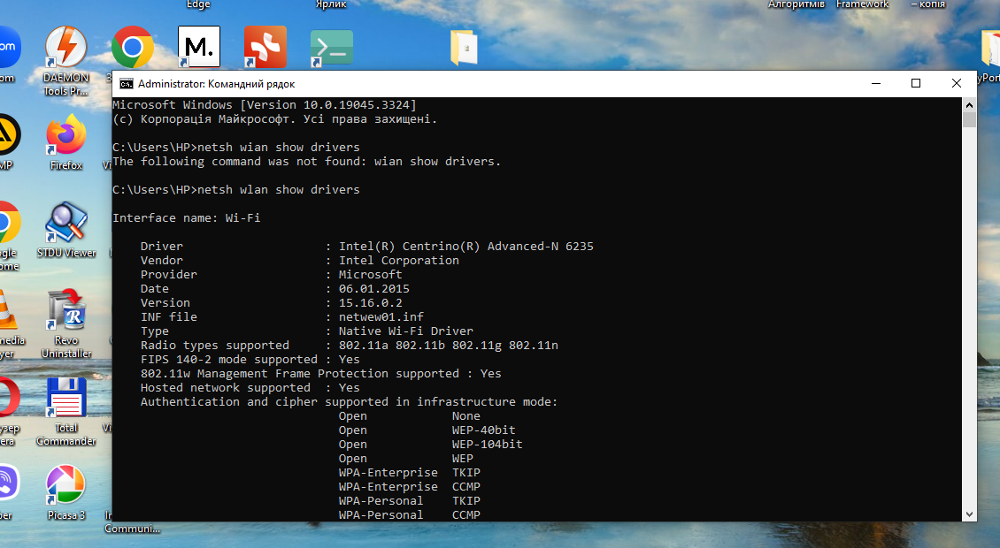 Edge
Ярлик
Алгоритмів
Framework
– копія
om
M.
om
DAEMON
Tools Pr...
yPort
Administrator: Командний рядок
Microsoft Windows [Version 10.0.19045.3324]
(c) Корпорація Майкрософт. Усі права захищені.
C:\Users\HP>netsh wian show drivers
The following command was not found: wian show drivers.
C:\Users\HP>netsh wlan show drivers
Interface name: Wi-Fi
Driver : Intel(R) Centrino(R) Advanced-N 6235
Vendor : Intel Corporation
Provider : Microsoft
Date : 06.01.2015
Version : 15.16.0.2
INF file : netwew01.inf
Type : Native Wi-Fi Driver
Radio types supported : 802.11a 802.11b 802.11g 802.11n
FIPS 140-2 mode supported : Yes
802.11w Management Frame Protection supported : Yes
Hosted network supported : Yes
Authentication and cipher supported in infrastructure mode:
Open None
Open WEP-40bit
Open WEP-104bit
Open WEP
WPA-Enterprise TKIP
WPA-Enterprise CCMP
WPA-Personal TKIP
WPA-Personal CCMP
MP
Firefox
Vi
gle
ome
STDU Viewer
media
yer
Revo
Uninstaller
узер
era
Total
Commander
Vi
ber
Picasa 3
In
Communi...